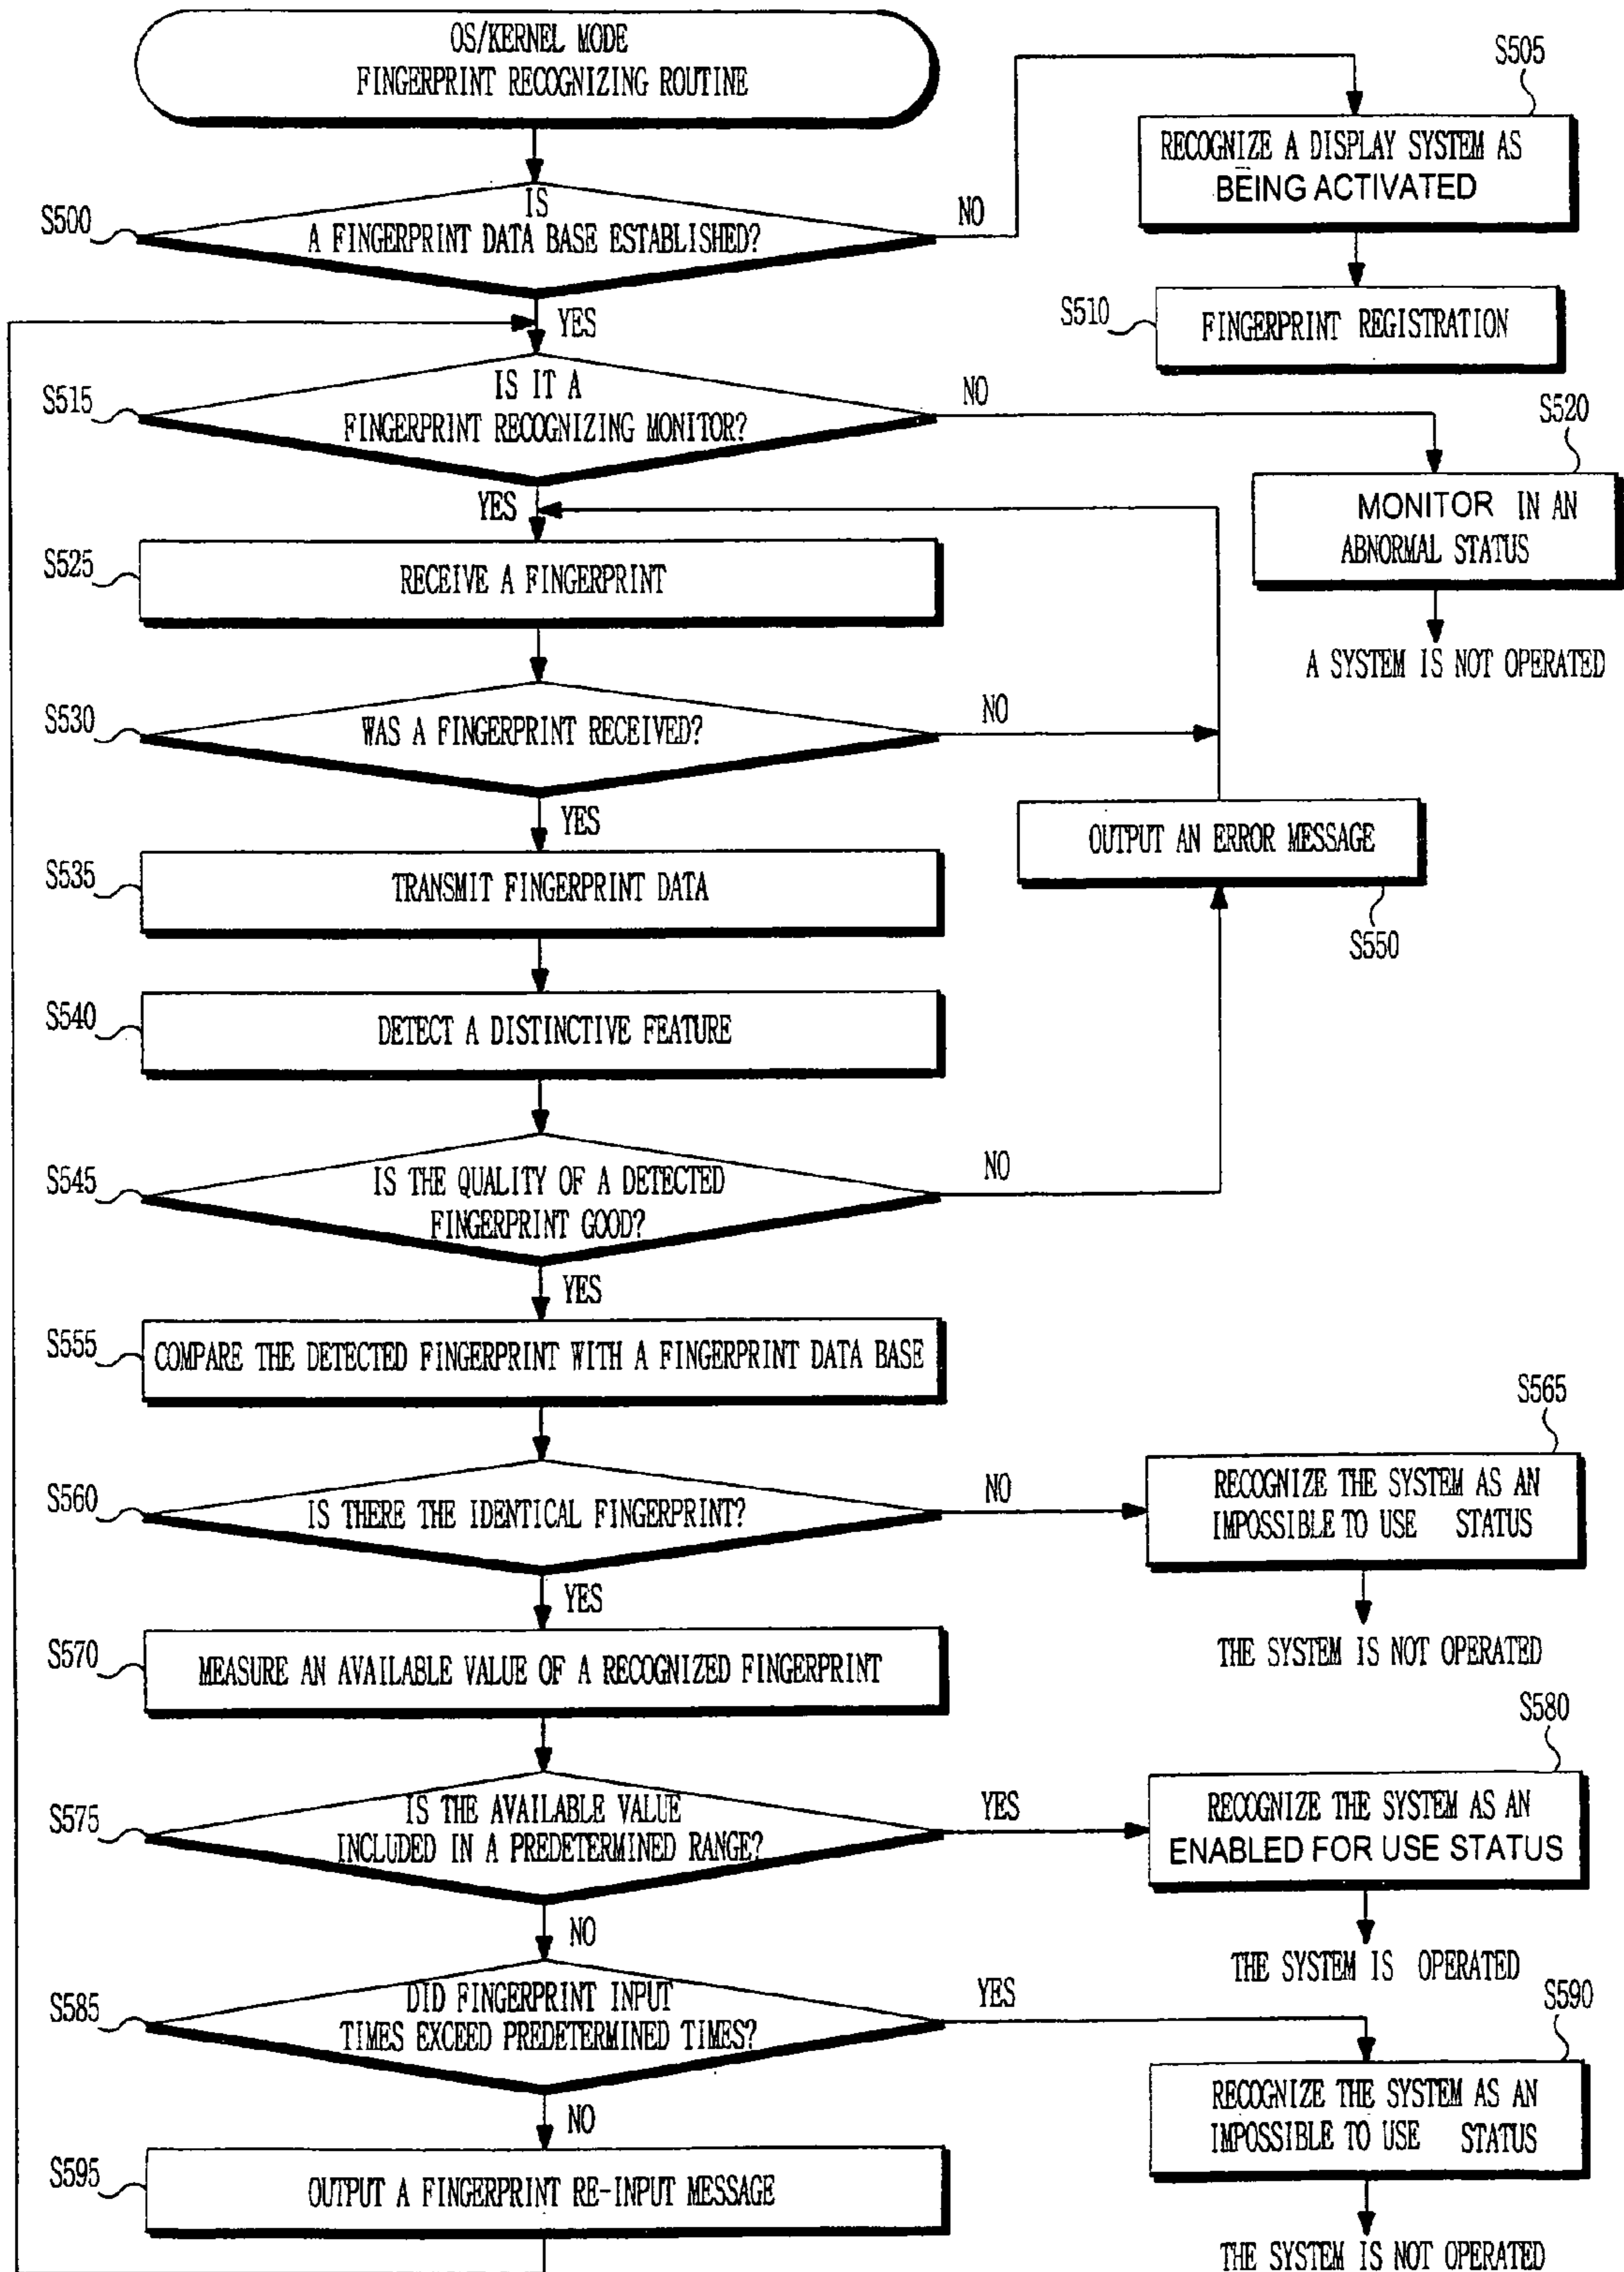 OS/KERNEL MODE
FINGERPRINT RECOGNIZING ROUTINE
S500
IS
A FINGERPRINT DATA BASE ESTABLISHED?
NO
S505
RECOGNIZE A DISPLAY SYSTEM AS
BEING ACTIVATED
S510
FINGERPRINT REGISTRATION
YES
S515
IS IT A
FINGERPRINT RECOGNIZING MONITOR?
NO
S520
MONITOR IN AN
ABNORMAL STATUS
A SYSTEM IS NOT OPERATED
YES
S525
RECEIVE A FINGERPRINT
S530
WAS A FINGERPRINT RECEIVED?
NO
YES
S535
TRANSMIT FINGERPRINT DATA
OUTPUT AN ERROR MESSAGE
S550
S540
DETECT A DISTINCTIVE FEATURE
S545
IS THE QUALITY OF A DETECTED
FINGERPRINT GOOD?
NO
YES
S555
COMPARE THE DETECTED FINGERPRINT WITH A FINGERPRINT DATA BASE
S560
IS THERE THE IDENTICAL FINGERPRINT?
NO
S565
RECOGNIZE THE SYSTEM AS AN
IMPOSSIBLE TO USE STATUS
THE SYSTEM IS NOT OPERATED
YES
S570
MEASURE AN AVAILABLE VALUE OF A RECOGNIZED FINGERPRINT
S575
IS THE AVAILABLE VALUE
INCLUDED IN A PREDETERMINED RANGE?
YES
S580
RECOGNIZE THE SYSTEM AS AN
ENABLED FOR USE STATUS
THE SYSTEM IS OPERATED
NO
S585
DID FINGERPRINT INPUT
TIMES EXCEED PREDETERMINED TIMES?
YES
S590
RECOGNIZE THE SYSTEM AS AN
IMPOSSIBLE TO USE STATUS
THE SYSTEM IS NOT OPERATED
NO
S595
OUTPUT A FINGERPRINT RE-INPUT MESSAGE